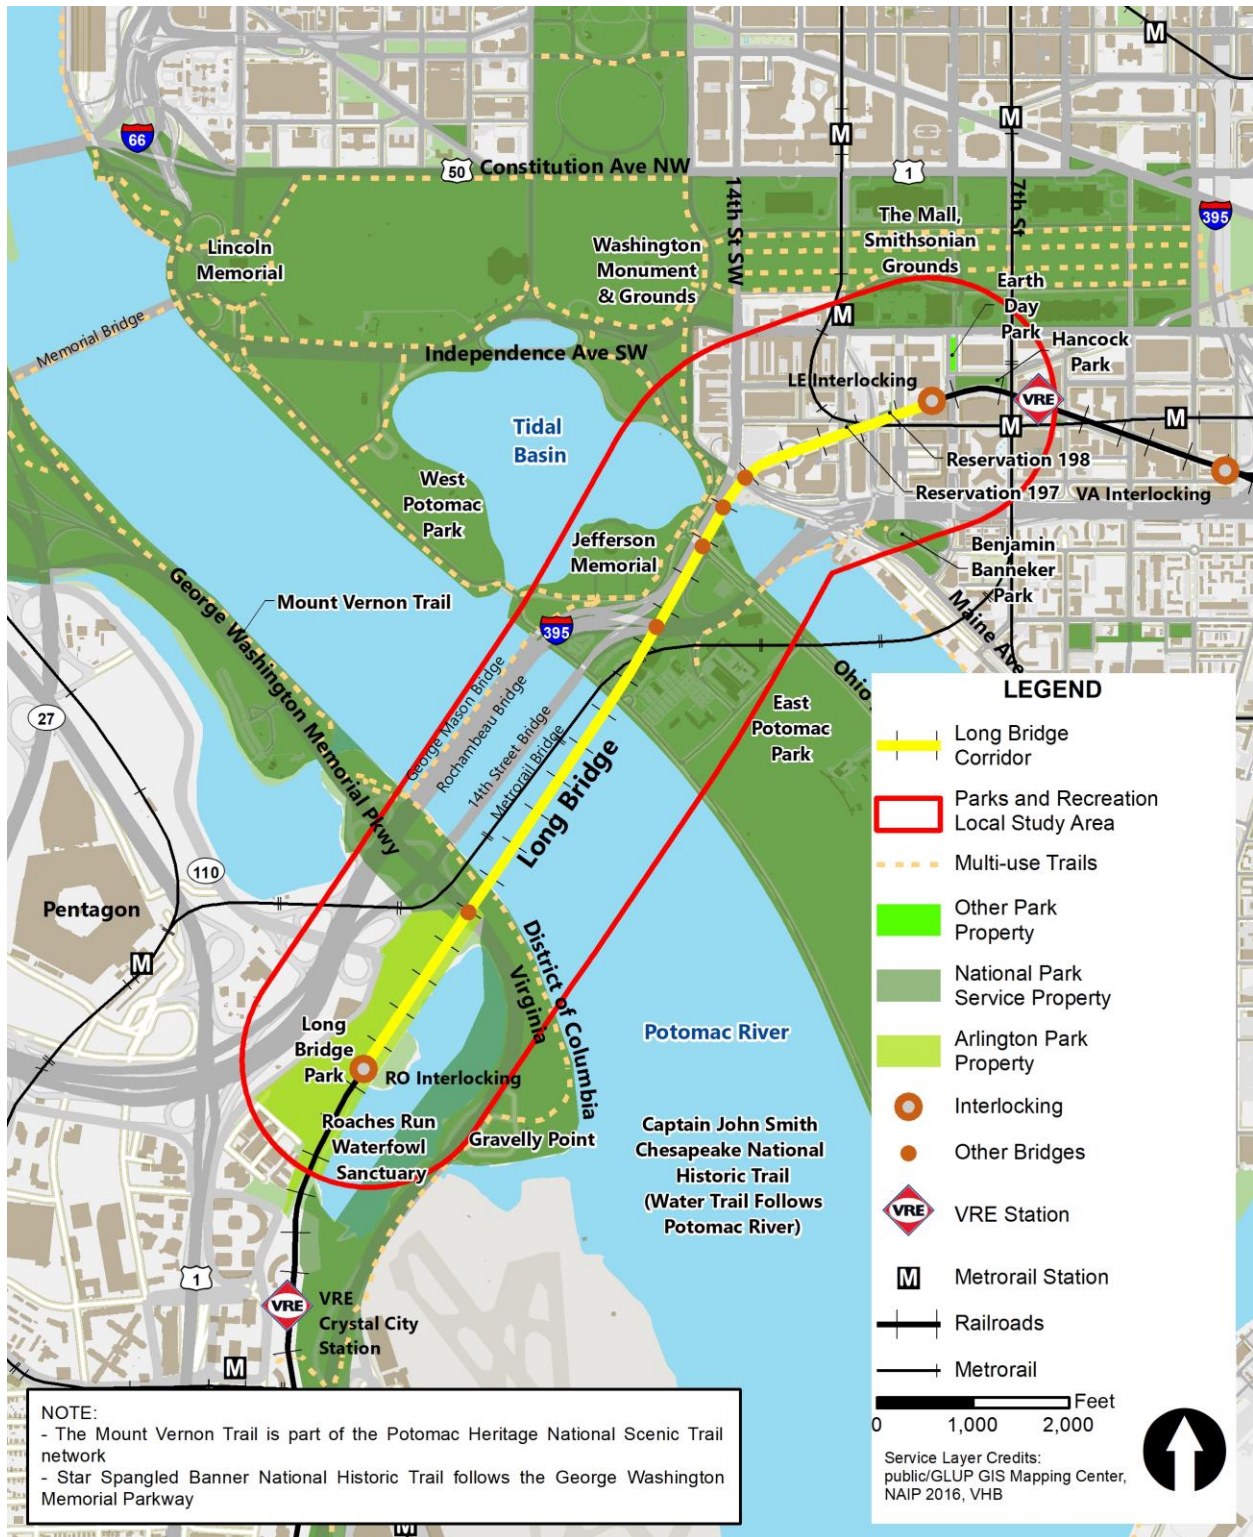 M
66
50
Constitution Ave NW
1
M
M
395
14th St SW
7th St
The Mall,
Smithsonian
Grounds
Lincoln
Memorial
Washington
Monument
& Grounds
Earth
Day
Park
M
Memorial Bridge
Independence Ave SW
Hancock
Park
LE Interlocking
VRE
M
M
Tidal
Basin
Reservation 198
Reservation 197
VA Interlocking
West
Potomac
Park
Jefferson
Memorial
Benjamin
Banneker
Park
Maine Ave
George Washington Memorial Pkwy
Mount Vernon Trail
395
Ohio
27
George Mason Bridge
Rochambeau Bridge
14th Street Bridge
Metrorail Bridge
Long Bridge
East
Potomac
Park
110
Pentagon
M
District of Columbia
Virginia
Long
Bridge
Park
RO Interlocking
Potomac River
Roaches Run
Waterfowl
Sanctuary
Gravelly Point
Captain John Smith
Chesapeake National
Historic Trail
(Water Trail Follows
Potomac River)
1
VRE
VRE
Crystal City
Station
M
M
LEGEND
Long Bridge
Corridor
Parks and Recreation
Local Study Area
Multi-use Trails
Other Park
Property
National Park
Service Property
Arlington Park
Property
Interlocking
Other Bridges
VRE
VRE Station
M
Metrorail Station
Railroads
Metrorail
Feet
0 1,000 2,000
Service Layer Credits:
public/GLUP GIS Mapping Center,
NAIP 2016, VHB
NOTE:
- The Mount Vernon Trail is part of the Potomac Heritage National Scenic Trail
network
- Star Spangled Banner National Historic Trail follows the George Washington
Memorial Parkway